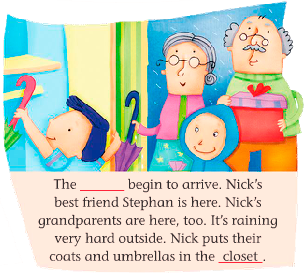 The ______ begin to arrive. Nick's
best friend Stephan is here. Nick's
grandparents are here, too. It's raining
very hard outside. Nick puts their
coats and umbrellas in the closet.